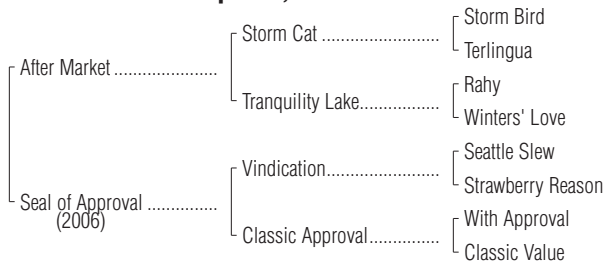 Storm Bird
Storm Cat ........................
Terlingua
After Market .....................
Rahy
Tranquility Lake................
Winters' Love
Seattle Slew
Vindication.......................
Strawberry Reason
Seal of Approval ..............
(2006)
With Approval
Classic Approval..............
Classic Value